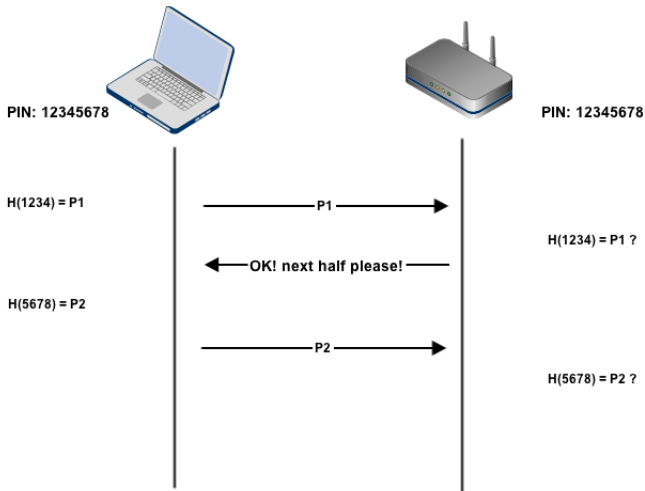 PIN: 12345678
PIN: 12345678
H(1234) = P1
P1
H(1234) = P1 ?
OK! next half please!
H(5678) = P2
P2
H(5678) = P2 ?